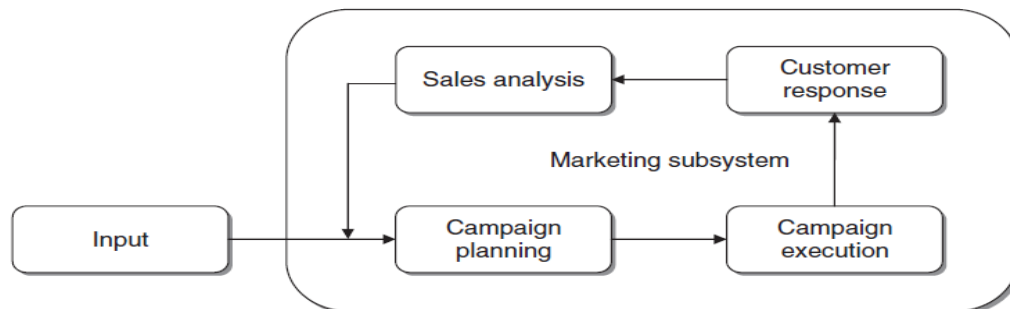 Sales analysis
Customer
response
Marketing subsystem
Input
Campaign
planning
Campaign
execution